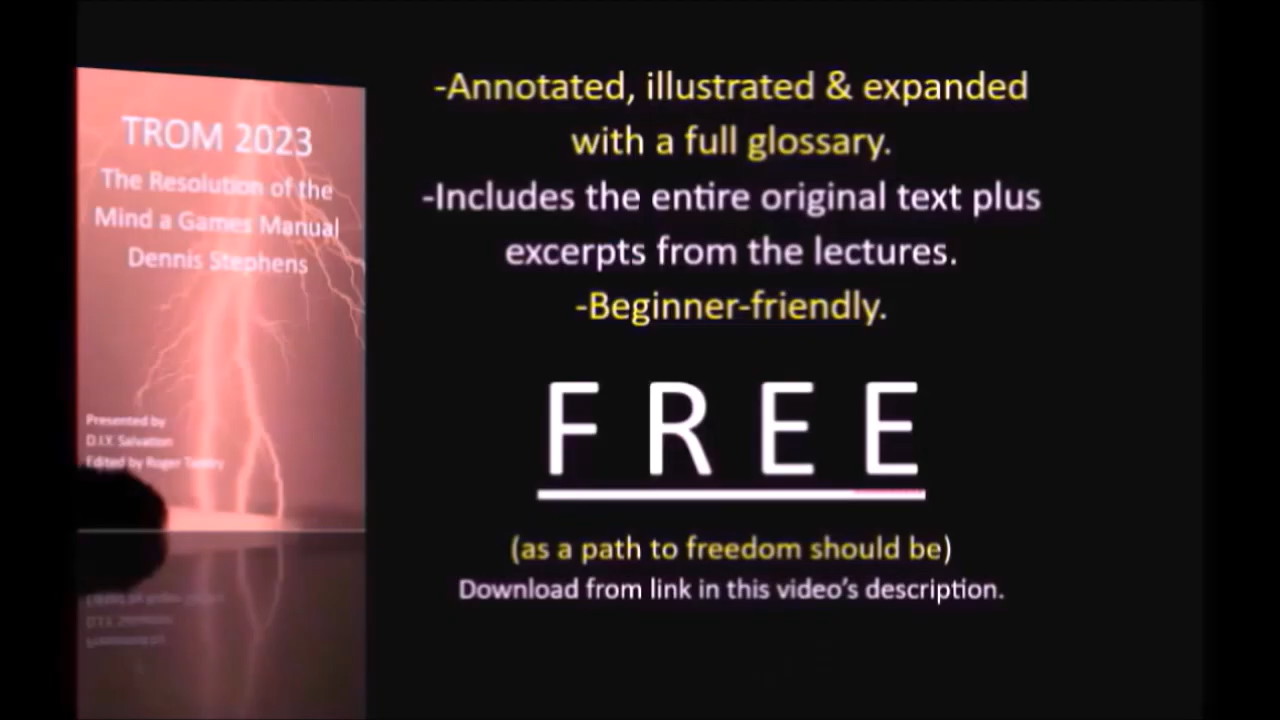 TROM 2023
The Resolution of the
Mind a Games Manual
Dennis Stephens
Presented by
D.I.Y. Salvation
Edited by Roger
-Annotated, illustrated & expanded
with a full glossary.
-Includes the entire original text plus
excerpts from the lectures.
-Beginner-friendly.
F R E E
(as a path to freedom should be)
Download from link in this video’s description.